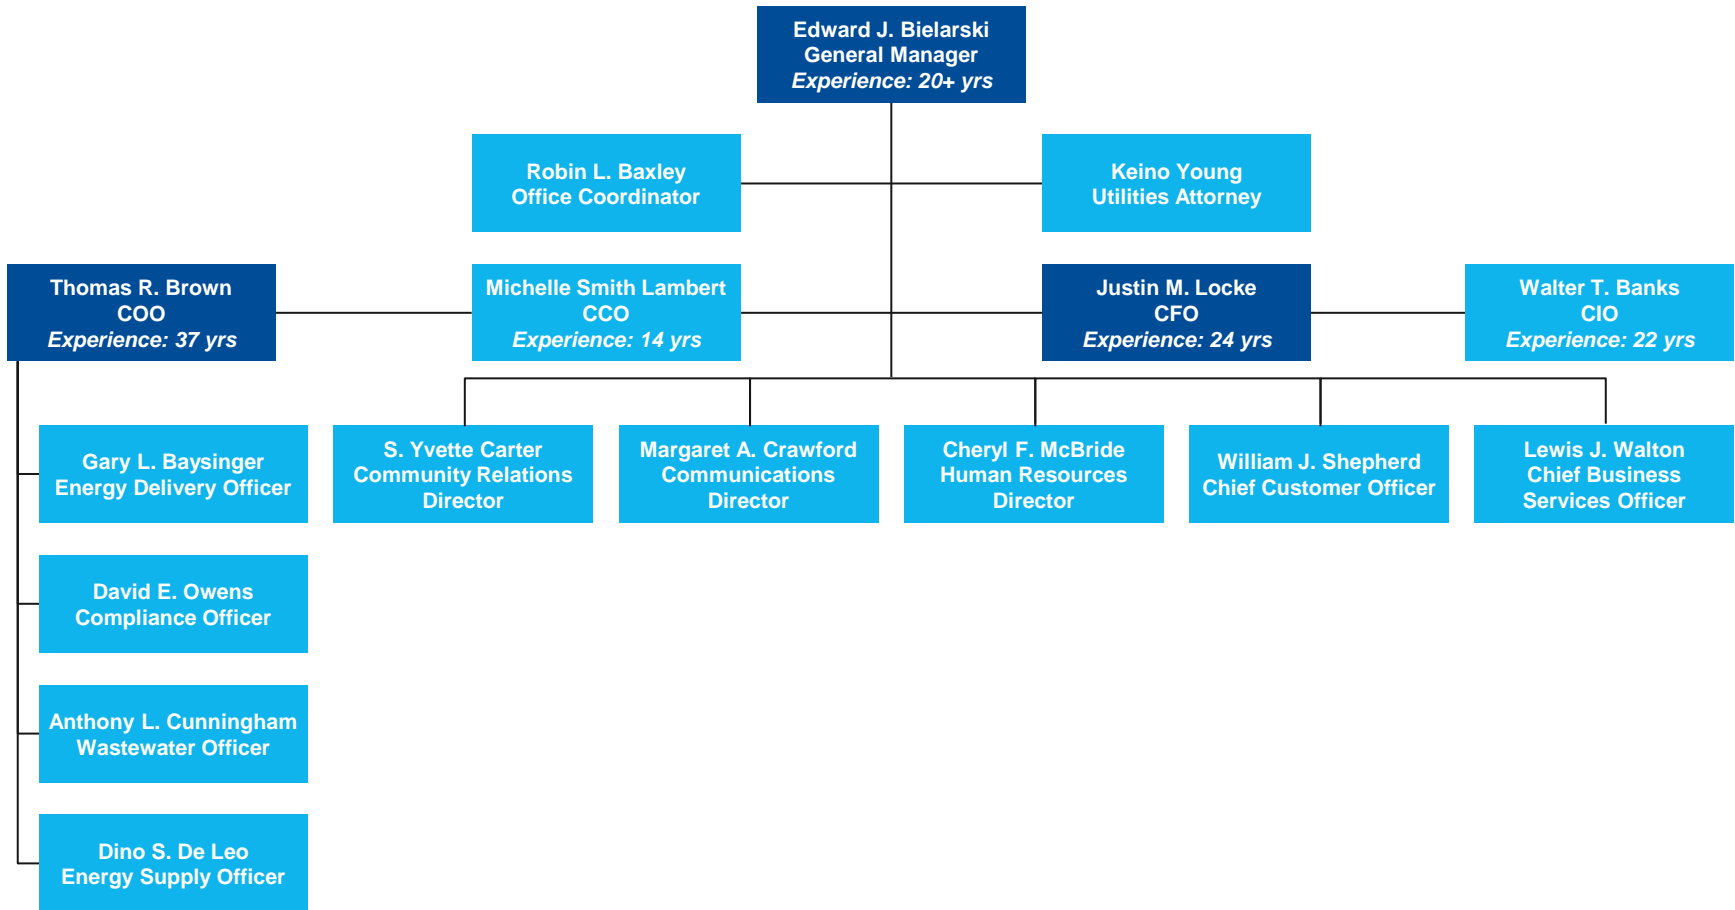 Edward J. Bielarski
General Manager
Experience: 20+ yrs
Robin L. Baxley
Office Coordinator
Keino Young
Utilities Attorney
Thomas R. Brown
COO
Experience: 37 yrs
Michelle Smith Lambert
CCO
Experience: 14 yrs
Justin M. Locke
CFO
Experience: 24 yrs
Walter T. Banks
CIO
Experience: 22 yrs
Gary L. Baysinger
Energy Delivery Officer
S. Yvette Carter
Community Relations
Director
Margaret A. Crawford
Communications
Director
Cheryl F. McBride
Human Resources
Director
William J. Shepherd
Chief Customer Officer
Lewis J. Walton
Chief Business
Services Officer
David E. Owens
Compliance Officer
Anthony L. Cunningham
Wastewater Officer
Dino S. De Leo
Energy Supply Officer